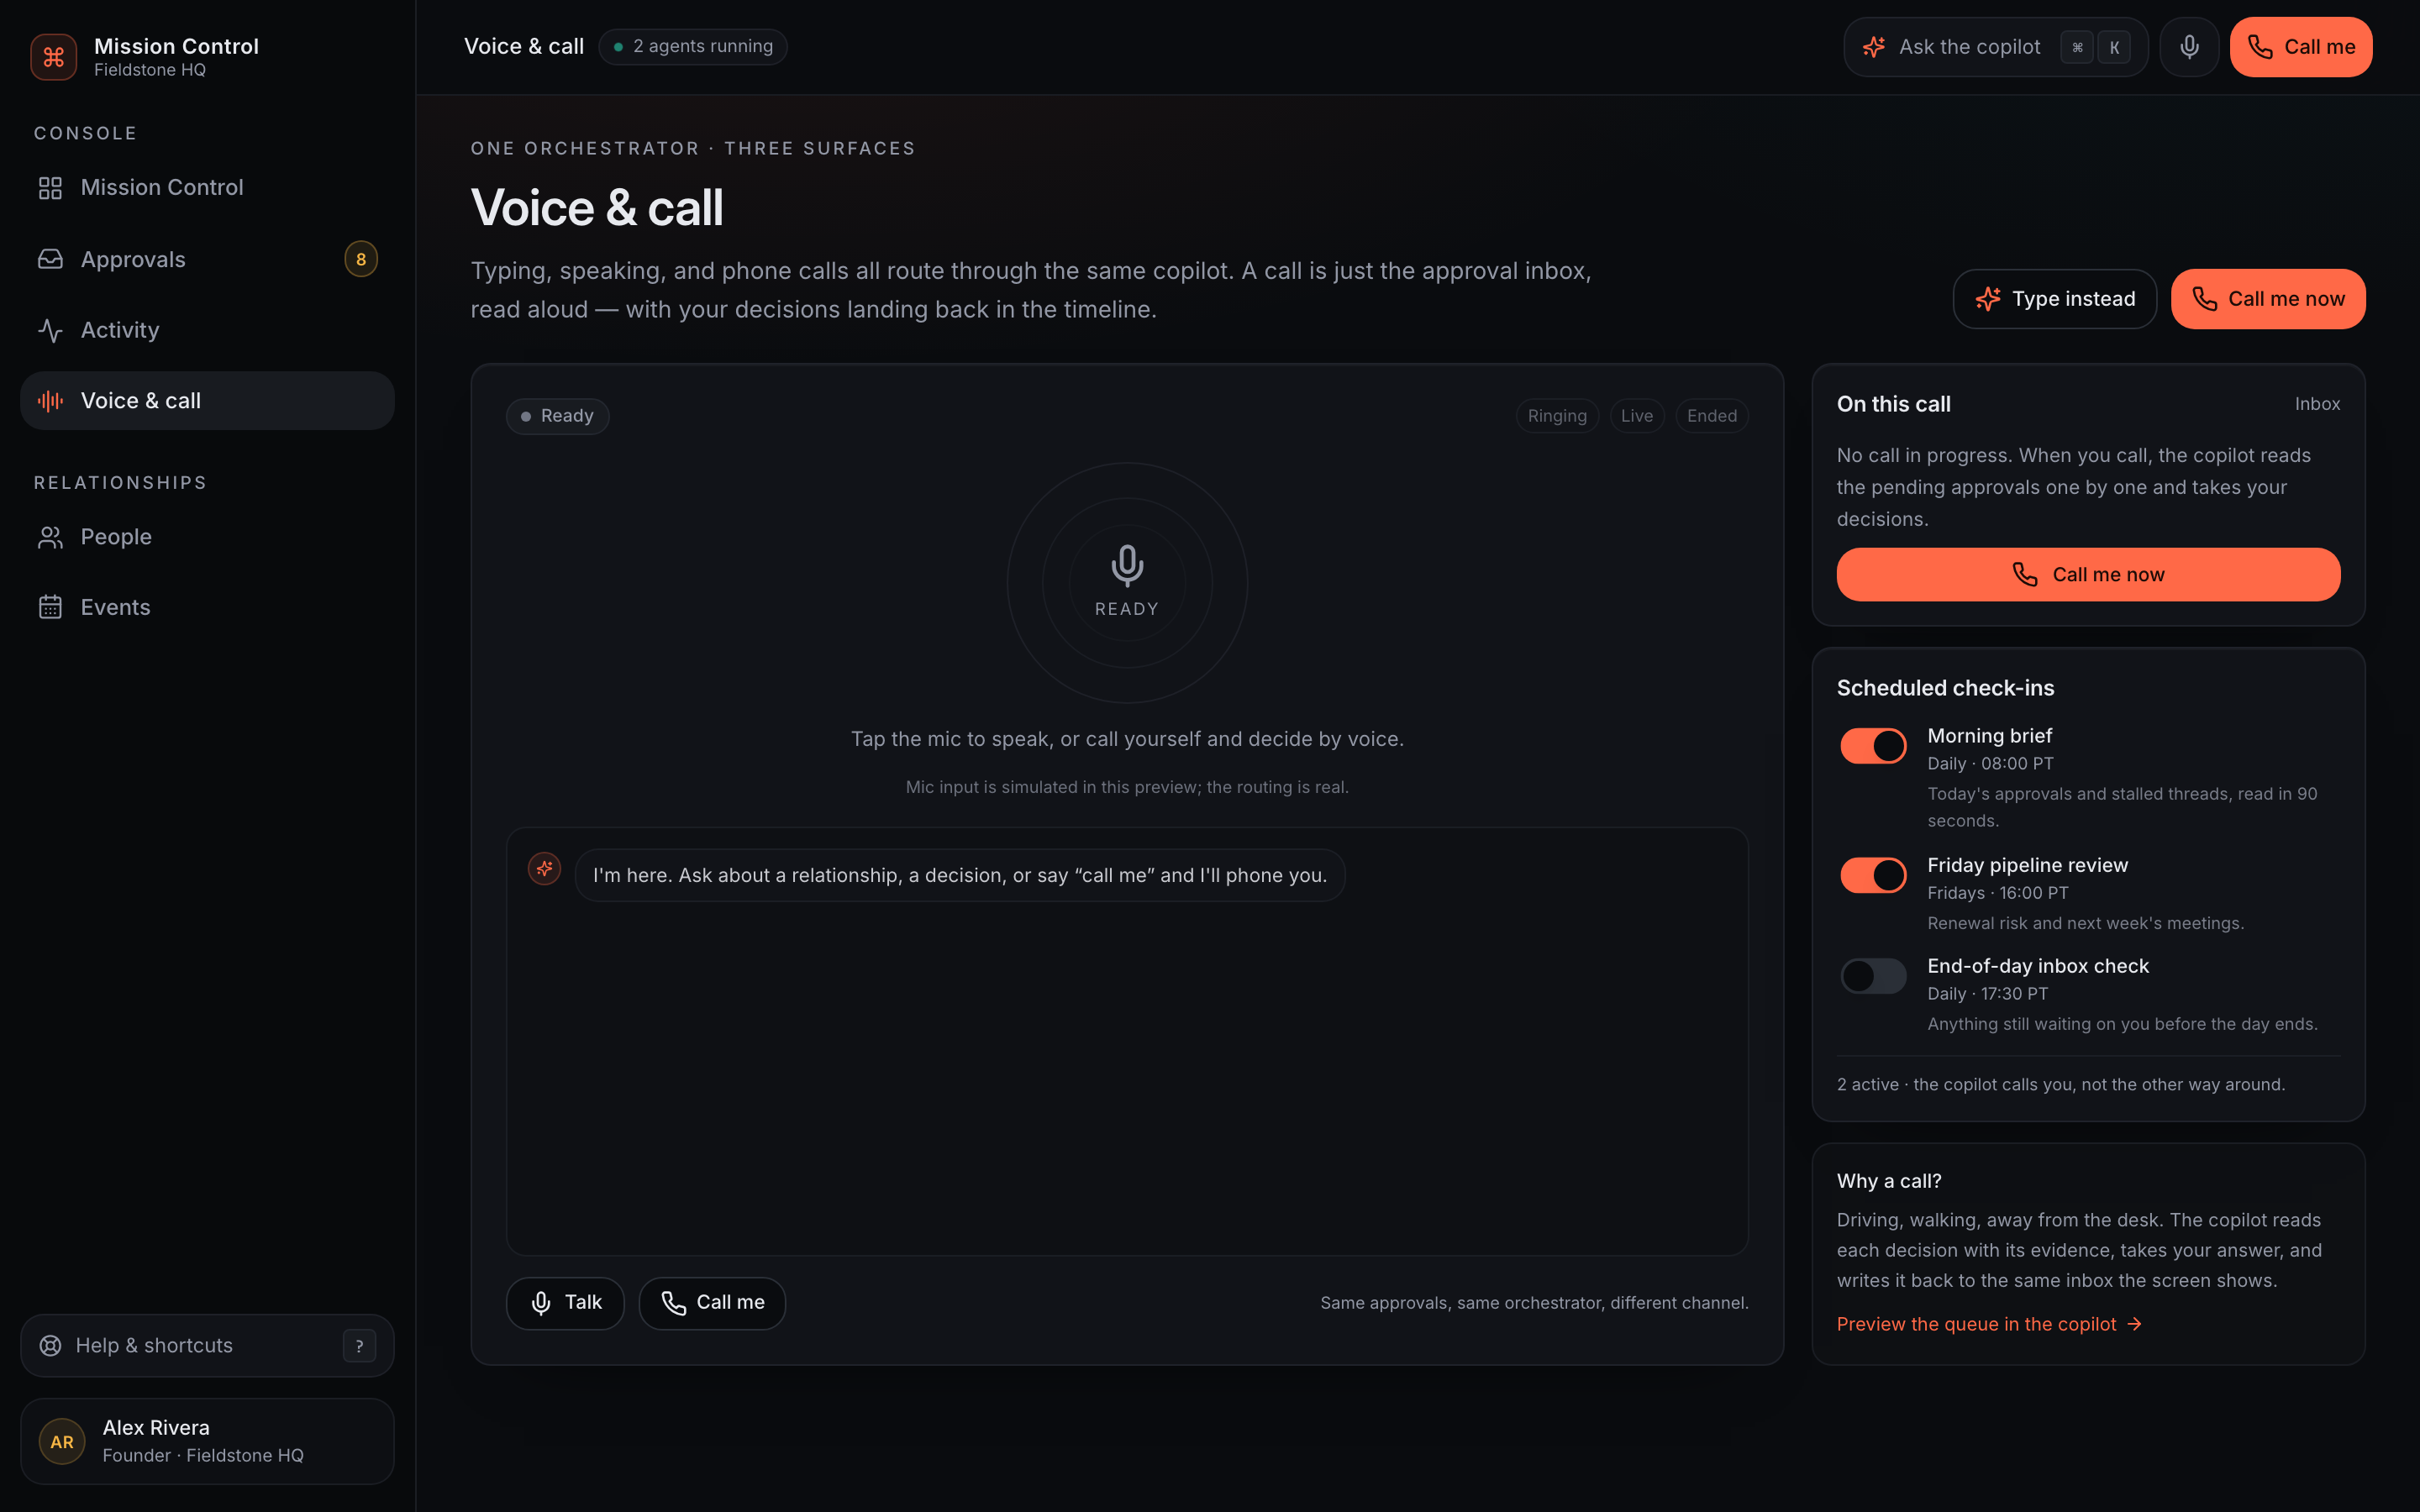 Mission Control
Fieldstone HQ
CONSOLE
Mission Control
Approvals
8
Activity
Voice & call
RELATIONSHIPS
People
Events
Help & shortcuts
?
AR
Alex Rivera
Founder · Fieldstone HQ
Voice & call
2 agents running
Ask the copilot
⌘ K
Call me
ONE ORCHESTRATOR · THREE SURFACES
Voice & call
Typing, speaking, and phone calls all route through the same copilot. A call is just the approval inbox,
read aloud — with your decisions landing back in the timeline.
Type instead
Call me now
Ready
Ringing
Live
Ended
READY
Tap the mic to speak, or call yourself and decide by voice.
Mic input is simulated in this preview; the routing is real.
I'm here. Ask about a relationship, a decision, or say “call me” and I'll phone you.
Talk
Call me
Same approvals, same orchestrator, different channel.
On this call
Inbox
No call in progress. When you call, the copilot reads
the pending approvals one by one and takes your
decisions.
Call me now
Scheduled check-ins
Morning brief
Daily · 08:00 PT
Today's approvals and stalled threads, read in 90
seconds.
Friday pipeline review
Fridays · 16:00 PT
Renewal risk and next week's meetings.
End-of-day inbox check
Daily · 17:30 PT
Anything still waiting on you before the day ends.
2 active · the copilot calls you, not the other way around.
Why a call?
Driving, walking, away from the desk. The copilot reads
each decision with its evidence, takes your answer, and
writes it back to the same inbox the screen shows.
Preview the queue in the copilot →